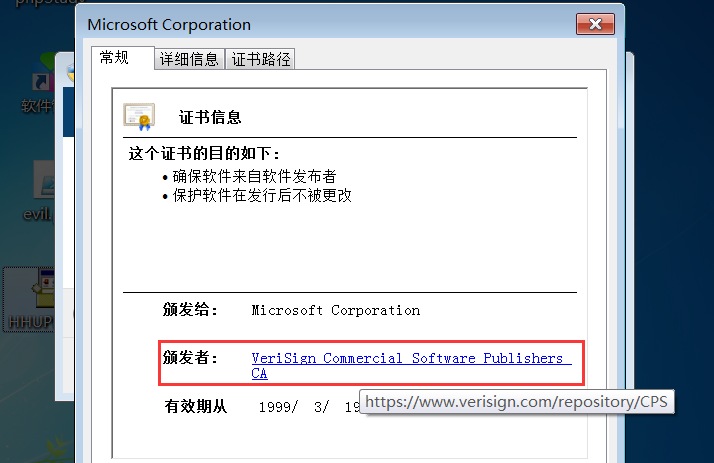 Microsoft Corporation
常规 详细信息 证书路径
证书信息
这个证书的目的如下：
• 确保软件来自软件发布者
• 保护软件在发行后不被更改
颁发给： Microsoft Corporation
颁发者： VeriSign Commercial Software Publishers
CA
https://www.verisign.com/repository/CPS
有效期从 1999/ 3/
软件
evil.
HHUP